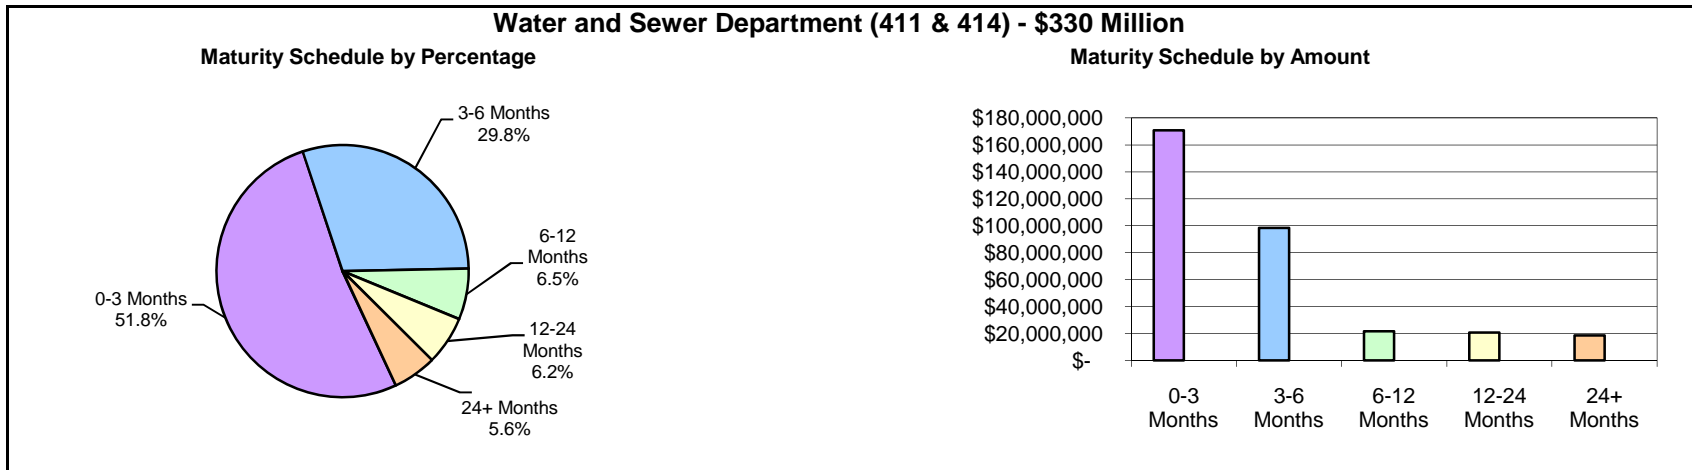 Water and Sewer Department (411 & 414) - $330 Million
Maturity Schedule by Percentage
3-6 Months
29.8%
6-12
Months
6.5%
12-24
Months
6.2%
24+ Months
5.6%
0-3 Months
51.8%
Maturity Schedule by Amount
$180,000,000
$160,000,000
$140,000,000
$120,000,000
$100,000,000
$80,000,000
$60,000,000
$40,000,000
$20,000,000
$-
0-3
Months
3-6
Months
6-12
Months
12-24
Months
24+
Months